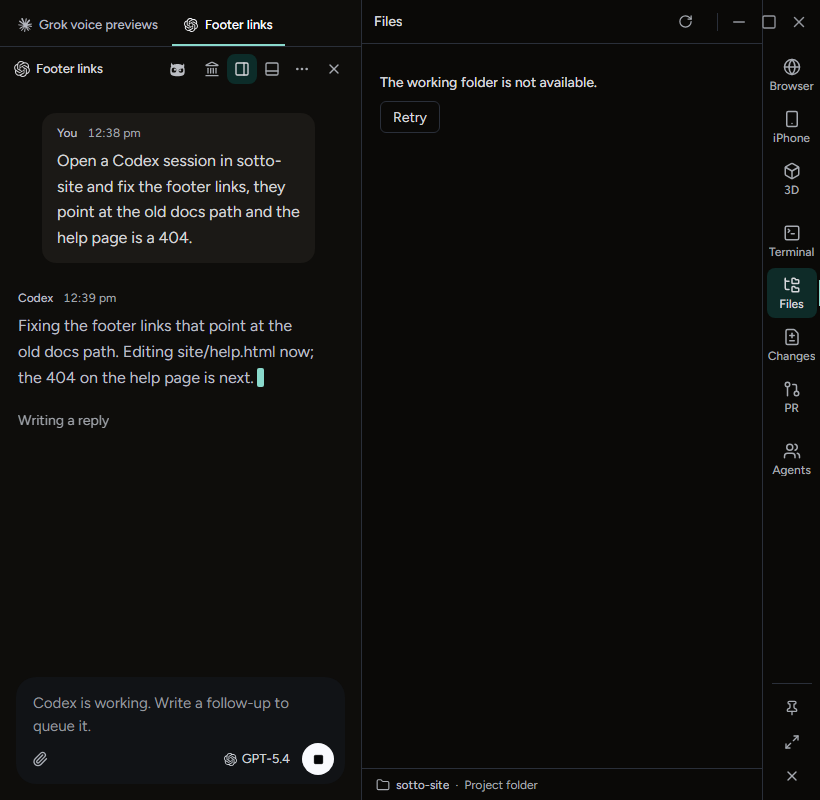 Grok voice previews
Footer links
Files
Footer links
You 12:38 pm
Open a Codex session in sotto-
site and fix the footer links, they
point at the old docs path and the
help page is a 404.
Codex 12:39 pm
Fixing the footer links that point at the
old docs path. Editing site/help.html now;
the 404 on the help page is next.
Writing a reply
Codex is working. Write a follow-up to
queue it.
GPT-5.4
The working folder is not available.
Retry
sotto-site · Project folder
Browser
iPhone
3D
Terminal
Files
Changes
PR
Agents